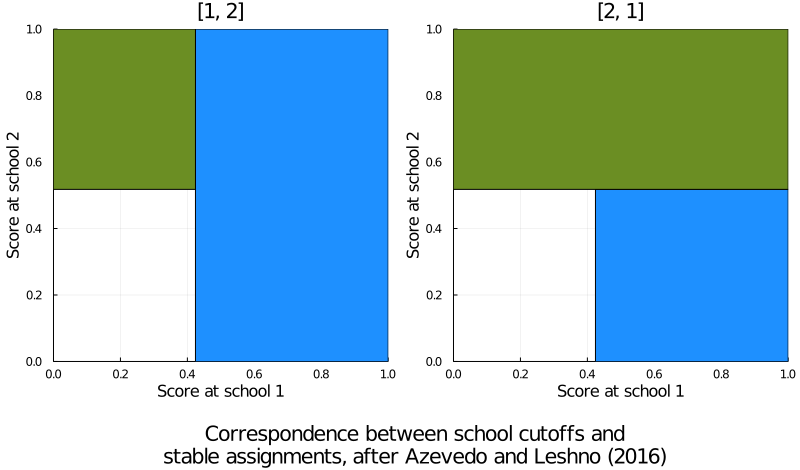 [1, 2]
1.0
0.8
0.6
0.4
0.2
0.0
Score at school 2
0.0 0.2 0.4 0.6 0.8 1.0
Score at school 1
[2, 1]
1.0
0.8
0.6
0.4
0.2
0.0
Score at school 2
0.0 0.2 0.4 0.6 0.8 1.0
Score at school 1
Correspondence between school cutoffs and
stable assignments, after Azevedo and Leshno (2016)